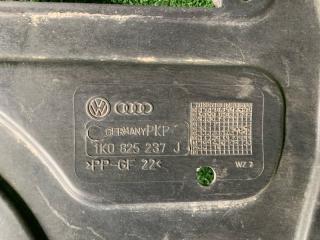 GERMANY PKP
1K0 825 237 J
>PP-GF 22<
WZ 2